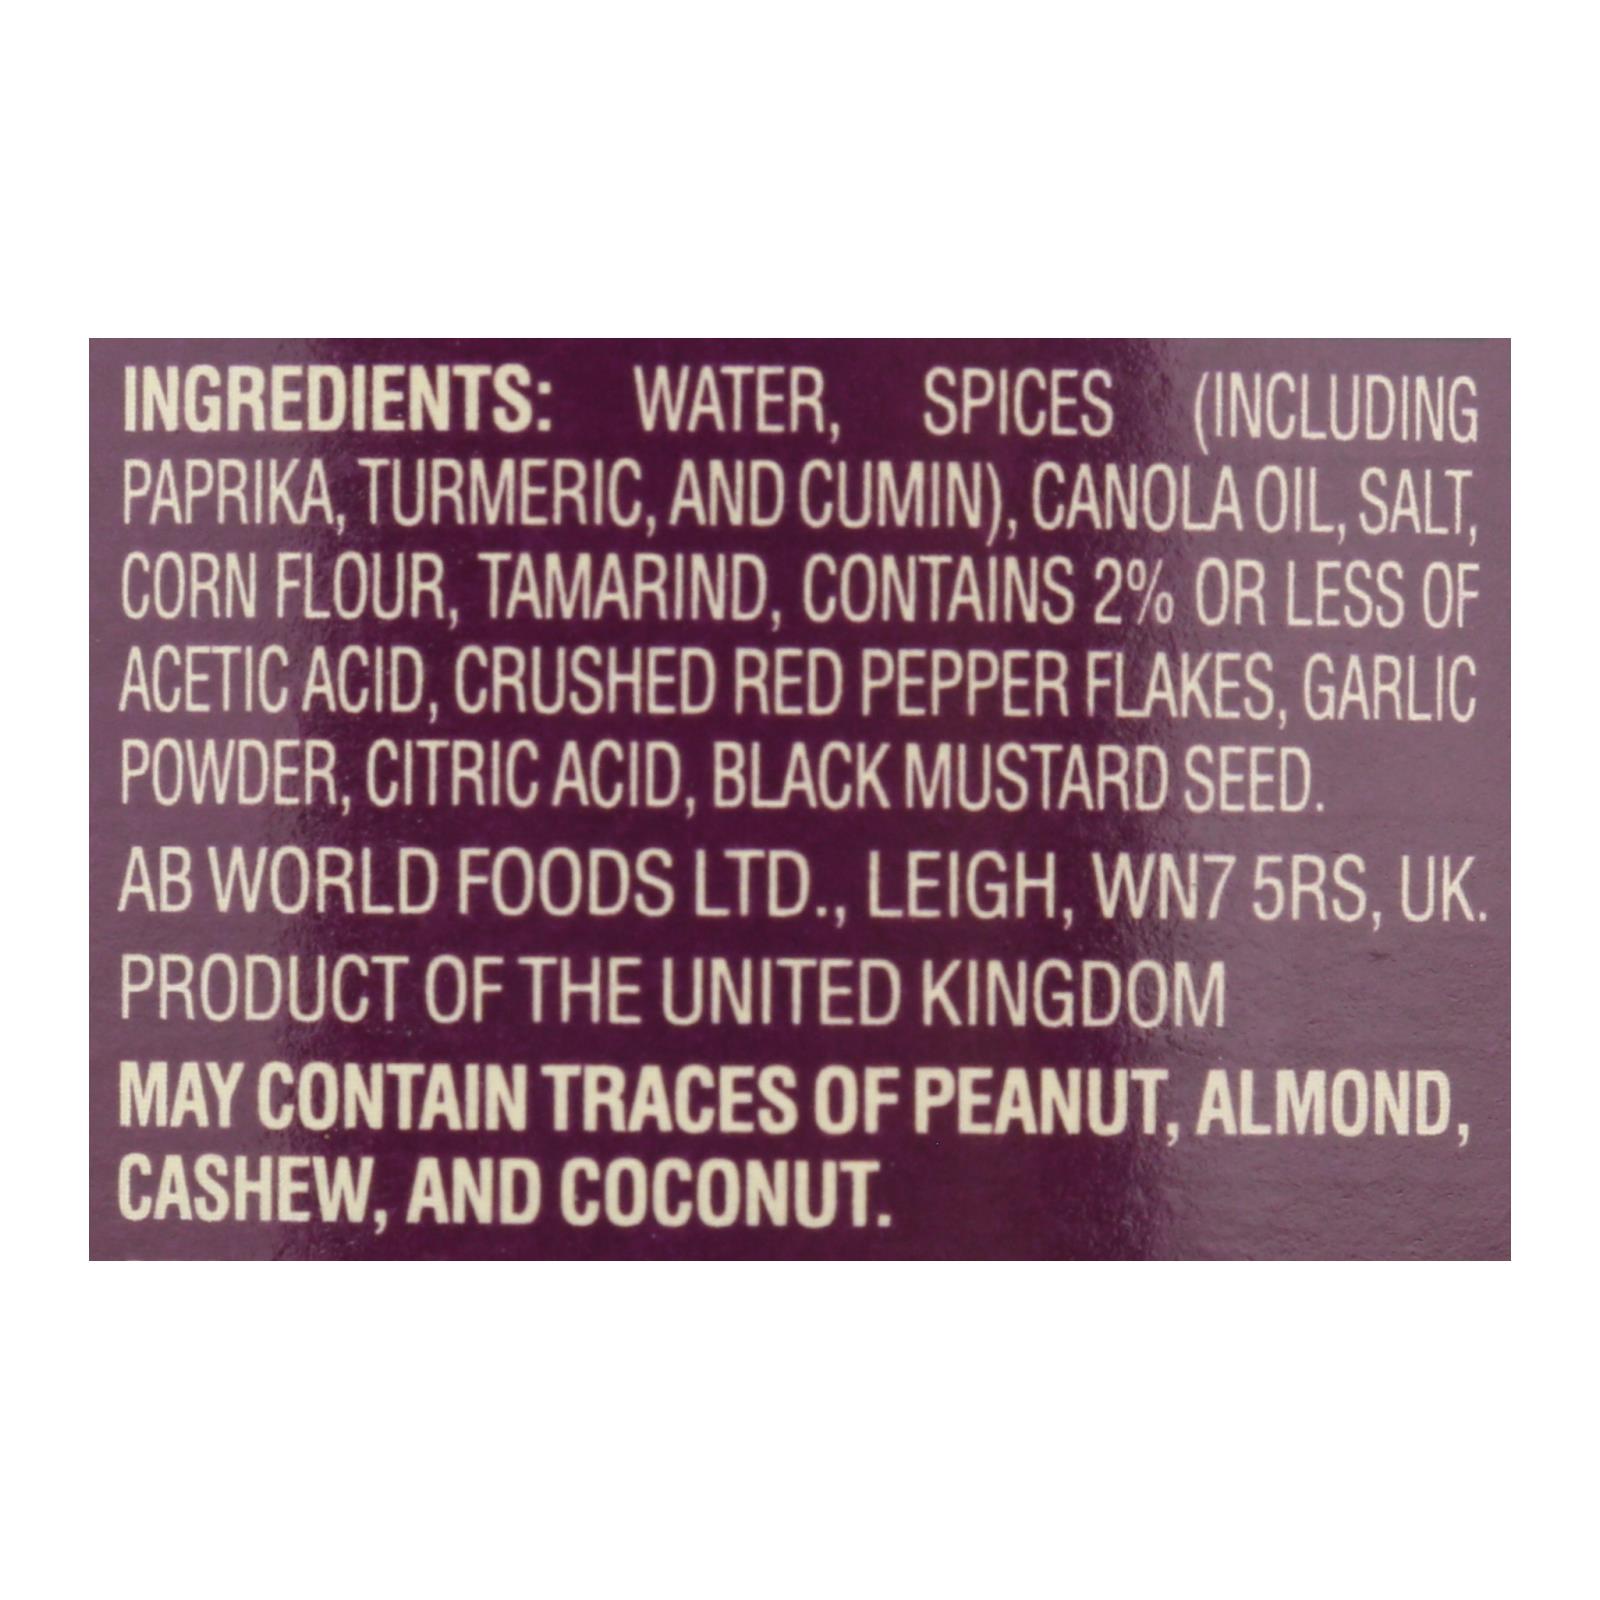 INGREDIENTS: WATER, SPICES (INCLUDING
PAPRIKA, TURMERIC, AND CUMIN), CANOLA OIL, SALT,
CORN FLOUR, TAMARIND, CONTAINS 2% OR LESS OF
ACETIC ACID, CRUSHED RED PEPPER FLAKES, GARLIC
POWDER, CITRIC ACID, BLACK MUSTARD SEED.
AB WORLD FOODS LTD., LEIGH, WN7 5RS, UK.
PRODUCT OF THE UNITED KINGDOM
MAY CONTAIN TRACES OF PEANUT, ALMOND,
CASHEW, AND COCONUT.